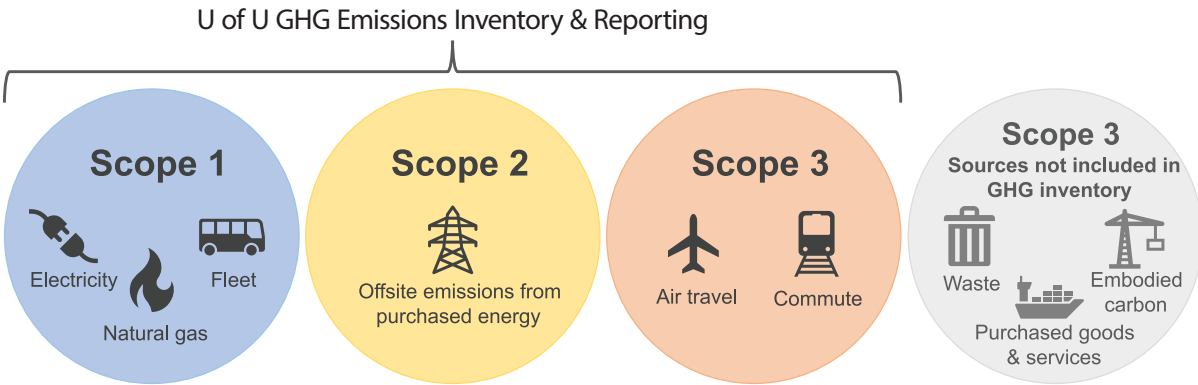 U of U GHG Emissions Inventory & Reporting
Scope 1
Electricity
Fleet
Natural gas
Scope 2
Offsite emissions from
purchased energy
Scope 3
Air travel
Commute
Scope 3
Sources not included in
GHG inventory
Waste
Embodied
carbon
Purchased goods
& services